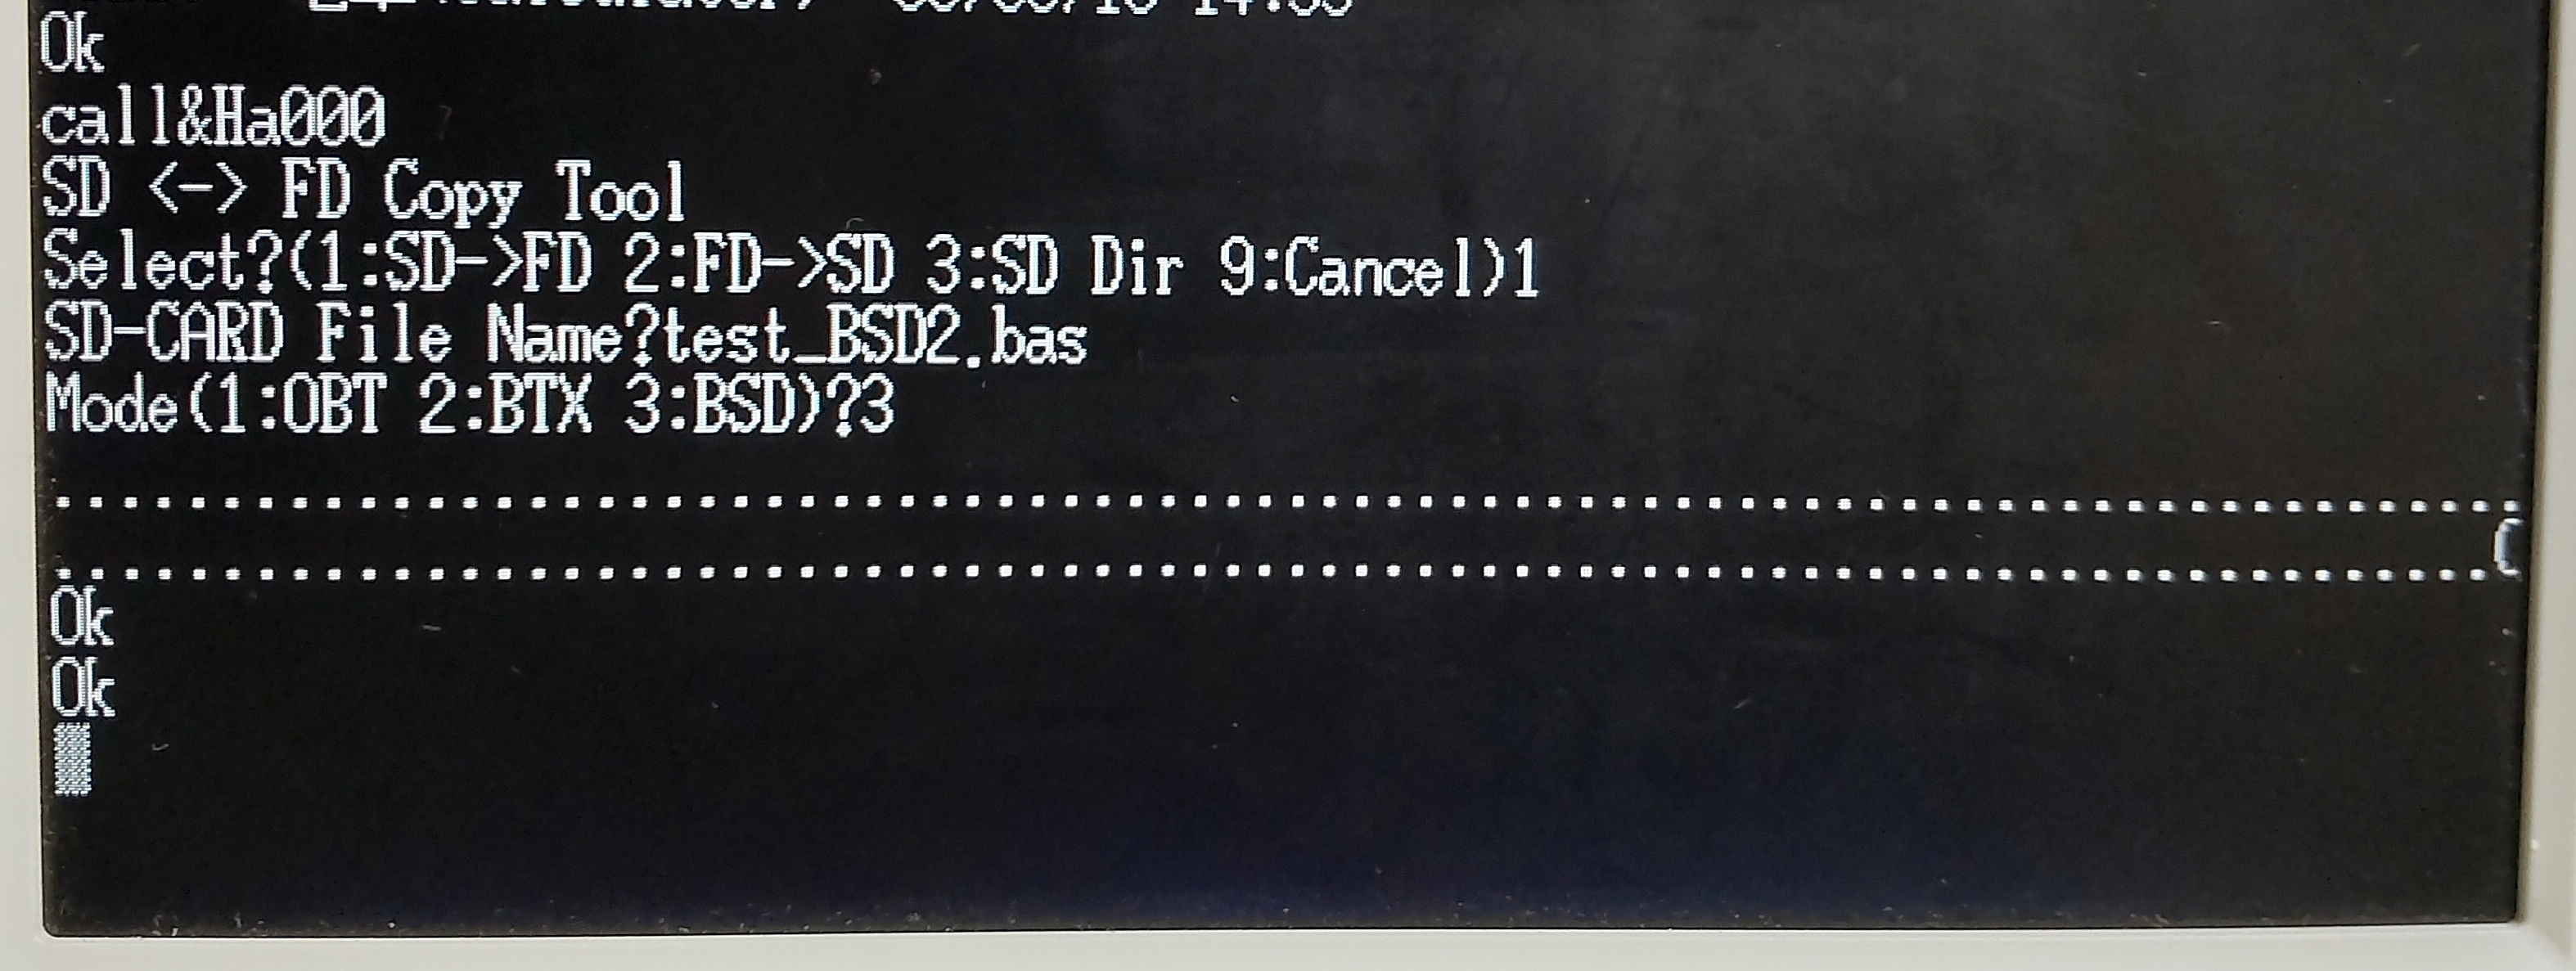 Ok
call&Ha000
SD <-> FD Copy Tool
Select?(1:SD->FD 2:FD->SD 3:SD Dir 9:Cancel)1
SD-CARD File Name?test_BSD2.bas
Mode(1:OBT 2:BTX 3:BSD)?3
...........................................................................
...........................................................................
Ok
Ok